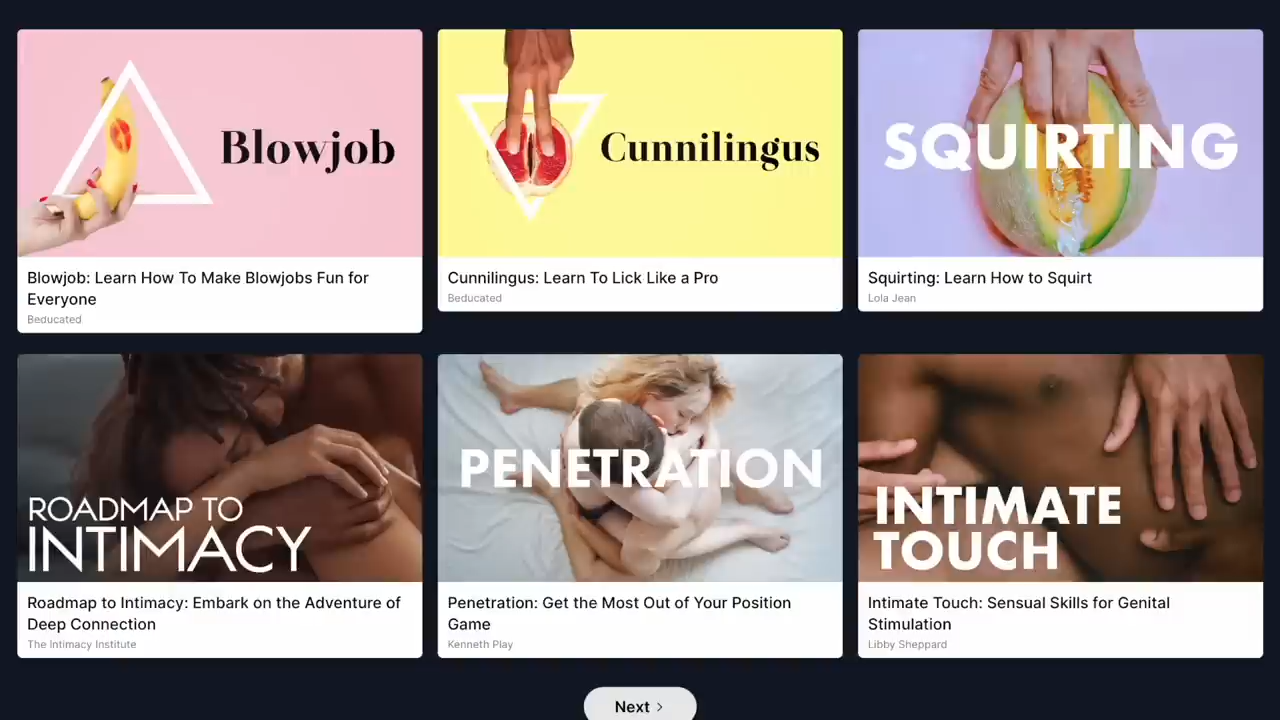 Blowjob
Cunnilingus
SQUIRTING
Blowjob: Learn How To Make Blowjobs Fun for
Everyone
Beducated
Cunnilingus: Learn To Lick Like a Pro
Beducated
Squirting: Learn How to Squirt
Lola Jean
ROADMAP TO
INTIMACY
PENETRATION
INTIMATE
TOUCH
Roadmap to Intimacy: Embark on the Adventure of
Deep Connection
The Intimacy Institute
Penetration: Get the Most Out of Your Position
Game
Kenneth Play
Intimate Touch: Sensual Skills for Genital
Stimulation
Libby Sheppard
Next